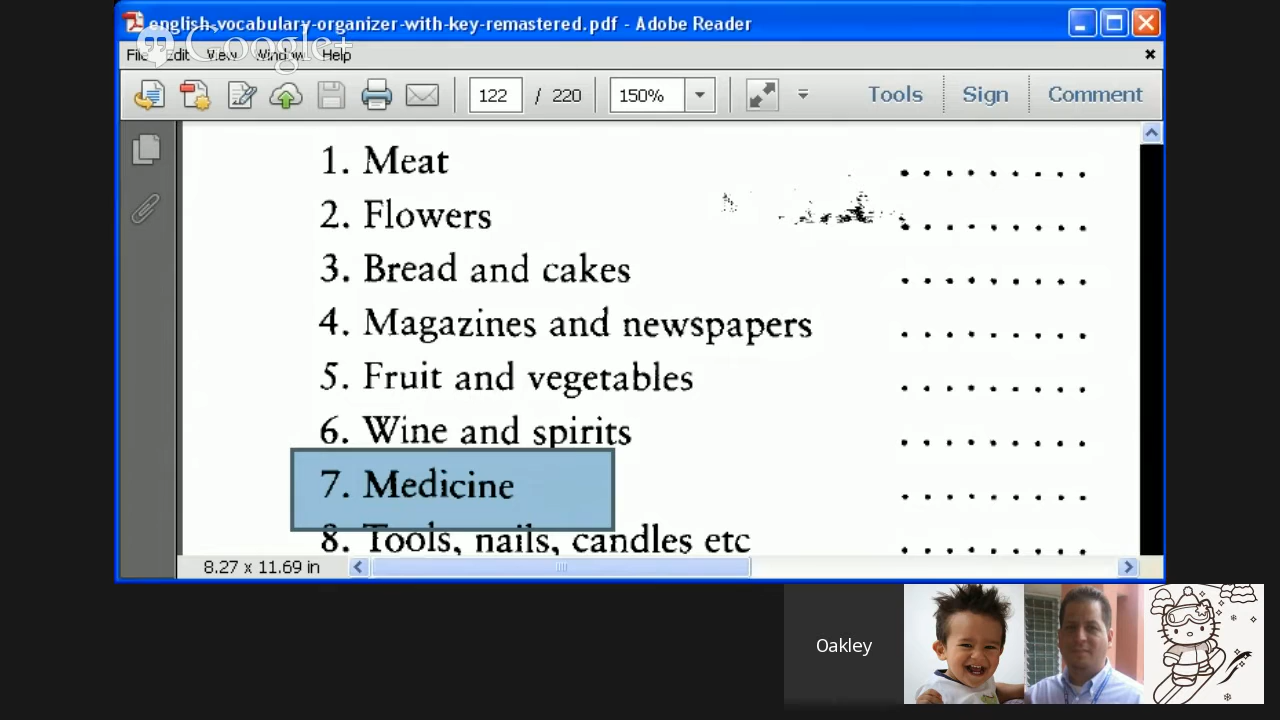 english-vocabulary-organizer-with-key-remastered.pdf - Adobe Reader
Google+
File Edit View Window Help
122 / 220 150% Tools Sign Comment
1. Meat . . . . . . . . .
2. Flowers . . . . . . . . .
3. Bread and cakes . . . . . . . . .
4. Magazines and newspapers . . . . . . . . .
5. Fruit and vegetables . . . . . . . . .
6. Wine and spirits . . . . . . . . .
7. Medicine . . . . . . . . .
8. Tools, nails, candles etc . . . . . . . . .
8.27 x 11.69 in
Oakley